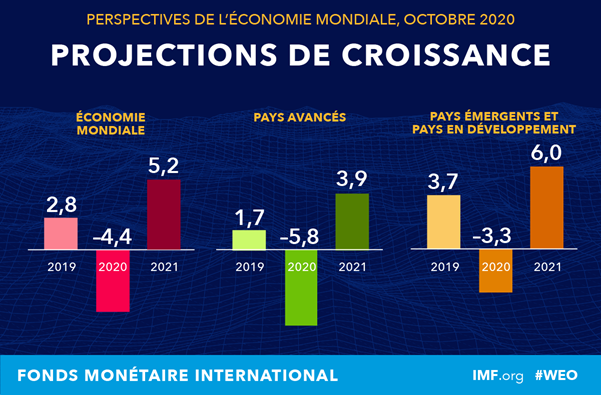 PERSPECTIVES DE L'ÉCONOMIE MONDIALE, OCTOBRE 2020
PROJECTIONS DE CROISSANCE
ÉCONOMIE
MONDIALE
2,8
–4,4
5,2
2019
2020
2021
PAYS AVANCÉS
1,7
–5,8
3,9
2019
2020
2021
PAYS ÉMERGENTS ET
PAYS EN DÉVELOPPEMENT
3,7
–3,3
6,0
2019
2020
2021
FONDS MONÉTAIRE INTERNATIONAL
IMF.org #WEO